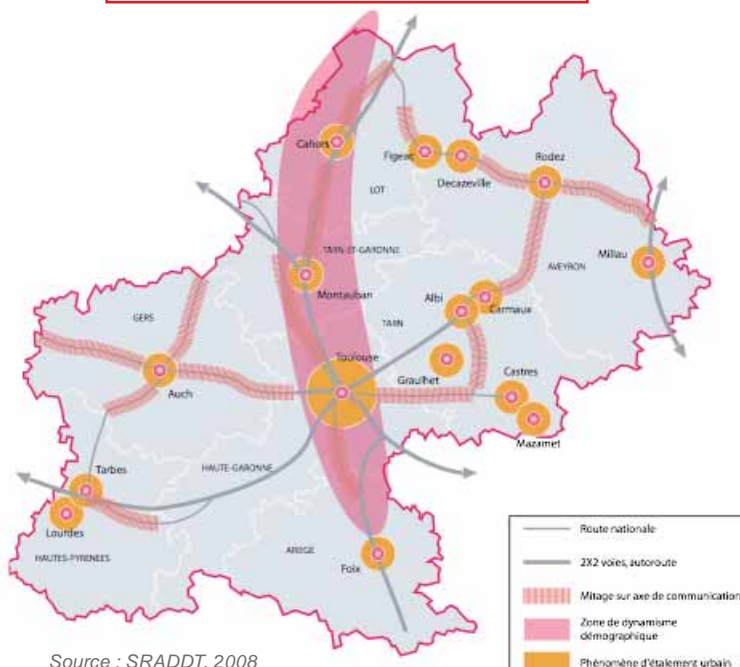 Cahors
Figeac
Decazeville
Rodez
LOT
Millau
AVEYRON
TARN-ET-GARONNE
Montauban
Albi
Carmaux
TARN
GERS
Toulouse
Graulhet
Castres
Auch
Mazamet
HAUTE-GARONNE
Tarbes
Lourdes
HAUTES-PYRENEES
ARIEGE
Foix
Route nationale
2X2 voies, autoroute
Mitage sur axe de communication
Zone de dynamisme
démographique
Phénomène d'étalement urbain
Source : SRADDT, 2008